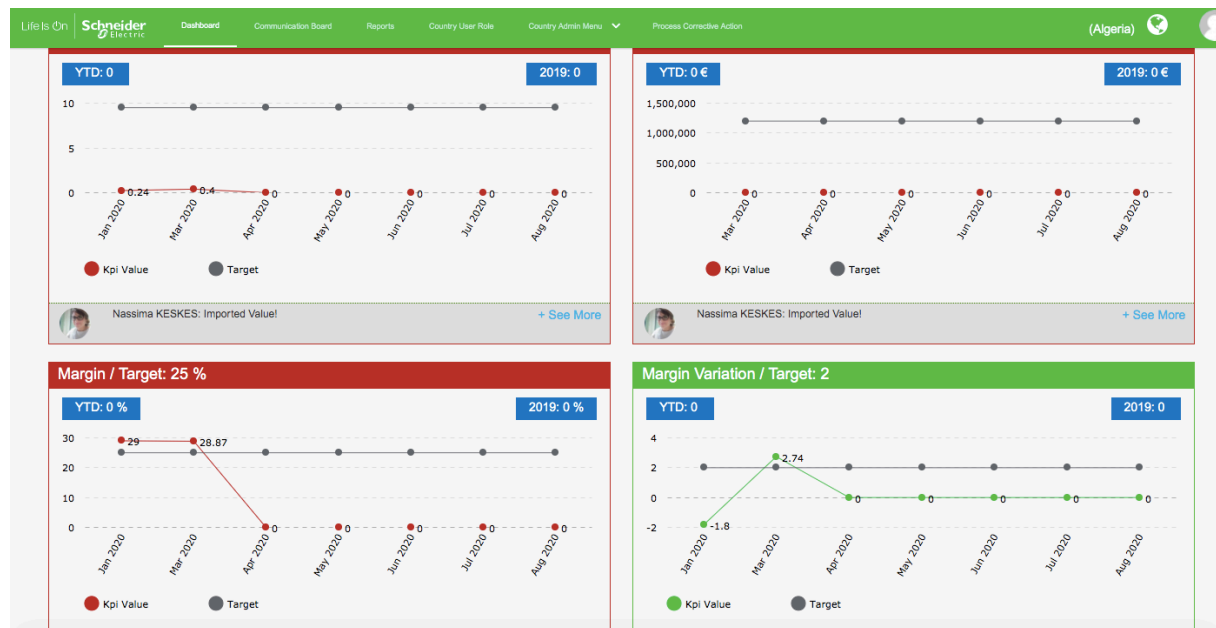 Life Is On Schneider Electric Dashboard Communication Board Reports Country User Role Country Admin Menu Process Corrective Action (Algeria)
YTD: 0 2019: 0
10
5
0
0.24 0.4 0 0 0 0 0
Jan 2020 Mar 2020 Apr 2020 May 2020 Jun 2020 Jul 2020 Aug 2020
Kpi Value Target
Nassima KESKES: Imported Value! + See More
YTD: 0 € 2019: 0 €
1,500,000
1,000,000
500,000
0
0 0 0 0 0 0
Mar 2020 Apr 2020 May 2020 Jun 2020 Jul 2020 Aug 2020
Kpi Value Target
Nassima KESKES: Imported Value! + See More
Margin / Target: 25 %
YTD: 0 % 2019: 0 %
30
20
10
0
29 28.87 0 0 0 0 0
Jan 2020 Mar 2020 Apr 2020 May 2020 Jun 2020 Jul 2020 Aug 2020
Kpi Value Target
Margin Variation / Target: 2
YTD: 0 2019: 0
4
2
0
-2
-1.8 2.74 0 0 0 0 0
Jan 2020 Mar 2020 Apr 2020 May 2020 Jun 2020 Jul 2020 Aug 2020
Kpi Value Target